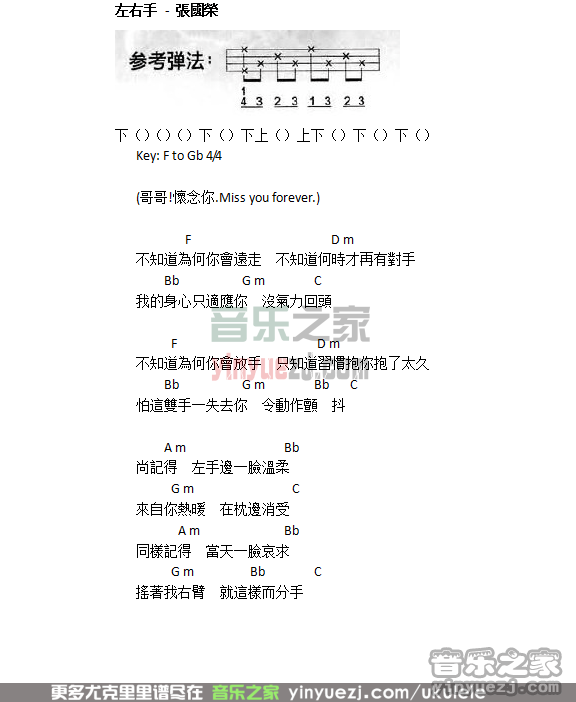 左右手 - 張國榮
参考弹法:
1
4 3 2 3 1 3 2 3
下（）（）（）下（）下上（）上下（）下（）下（）
Key: F to Gb 4/4
(哥哥!懷念你.Miss you forever.)
F D m
不知道為何你會遠走 不知道何時才再有對手
Bb G m C
我的身心只適應你 沒氣力回頭
音乐之家
F D m
不知道為何你會放手 只知道習慣抱你抱了太久
yinyuezj.com
Bb G m Bb C
怕這雙手一失去你 令動作顫 抖
A m Bb
尚記得 左手邊一臉溫柔
G m C
來自你熱暖 在枕邊消受
A m Bb
同樣記得 當天一臉哀求
G m Bb C
搖著我右臂 就這樣而分手
音乐之家
yinyuezj.com
更多尤克里里谱尽在 音乐之家 yinyuezj.com/ukulele